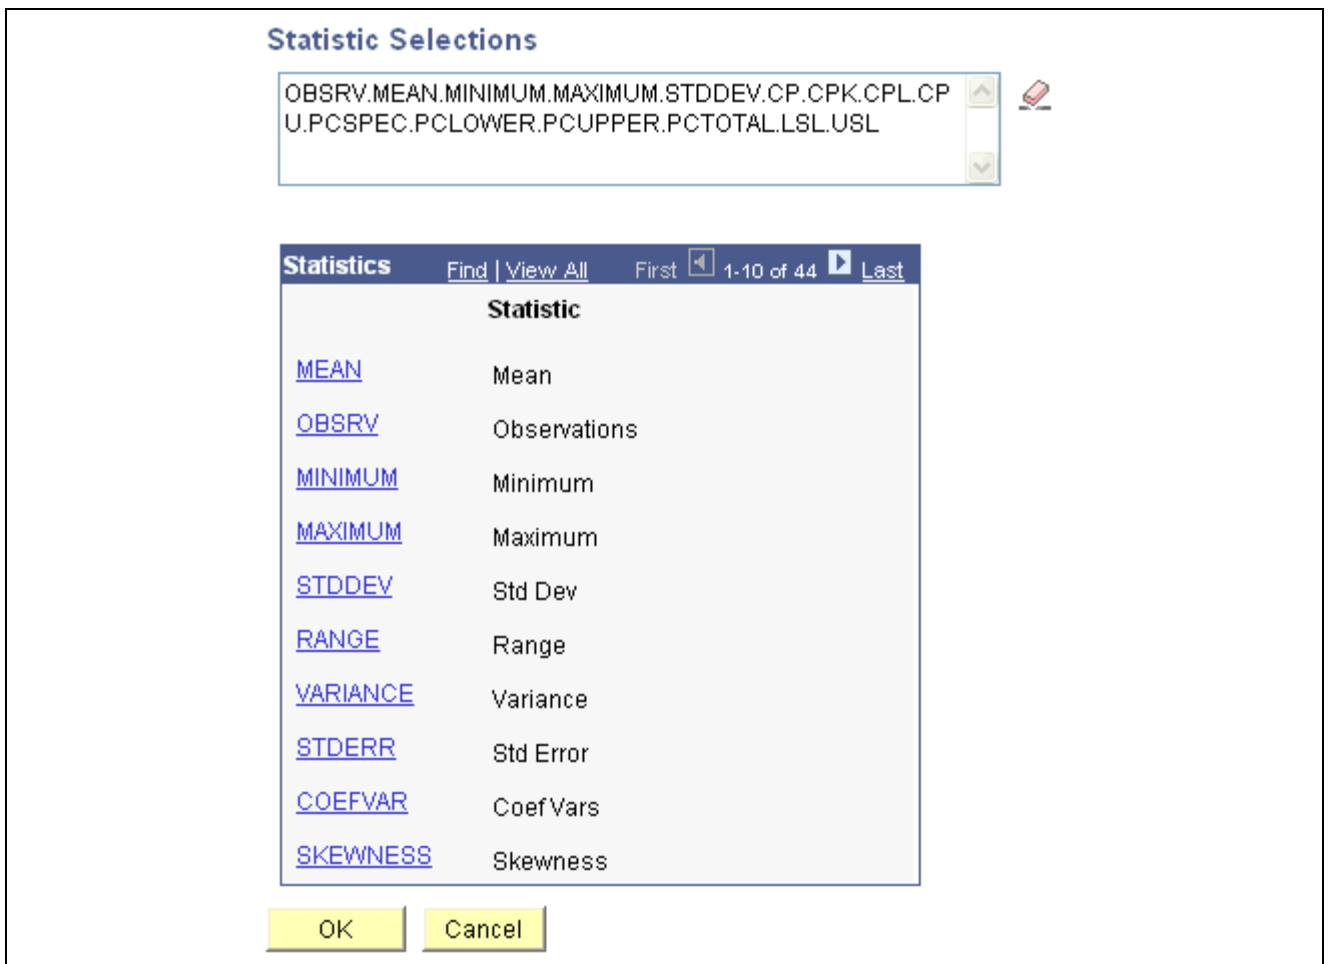 Statistic Selections
OBSRV.MEAN.MINIMUM.MAXIMUM.STDDEV.CP.CPK.CPL.CP
U.PCSPEC.PCLOWER.PCUPPER.PCTOTAL.LSL.USL
Statistics Find | View All First 1-10 of 44 Last
Statistic
MEAN Mean
OBSRV Observations
MINIMUM Minimum
MAXIMUM Maximum
STDDEV Std Dev
RANGE Range
VARIANCE Variance
STDERR Std Error
COEFVAR Coef Vars
SKEWNESS Skewness
OK Cancel